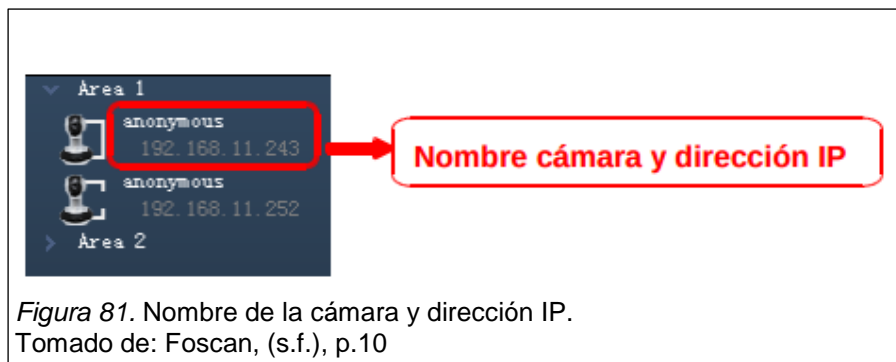 Area 1
anonymous
192.168.11.243
Nombre cámara y dirección IP
anonymous
192.168.11.252
Area 2
Figura 81. Nombre de la cámara y dirección IP.
Tomado de: Foscan, (s.f.), p.10